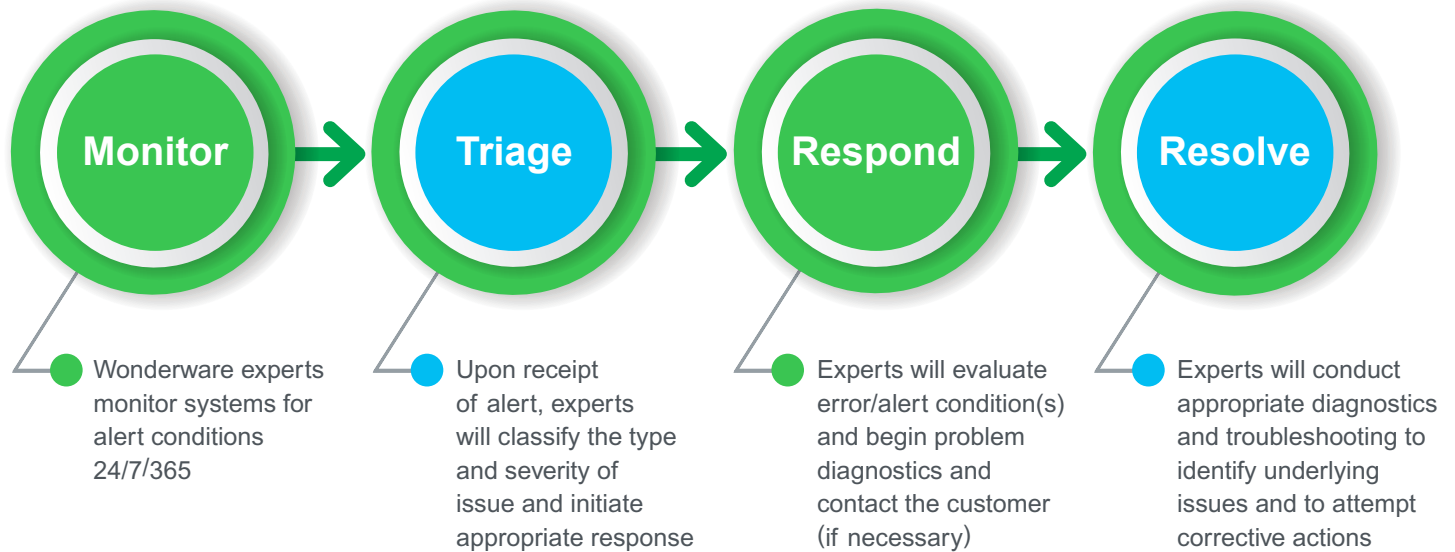 Monitor
Triage
Respond
Resolve
Wonderware experts
monitor systems for
alert conditions
24/7/365
Upon receipt
of alert, experts
will classify the type
and severity of
issue and initiate
appropriate response
Experts will evaluate
error/alert condition(s)
and begin problem
diagnostics and
contact the customer
(if necessary)
Experts will conduct
appropriate diagnostics
and troubleshooting to
identify underlying
issues and to attempt
corrective actions